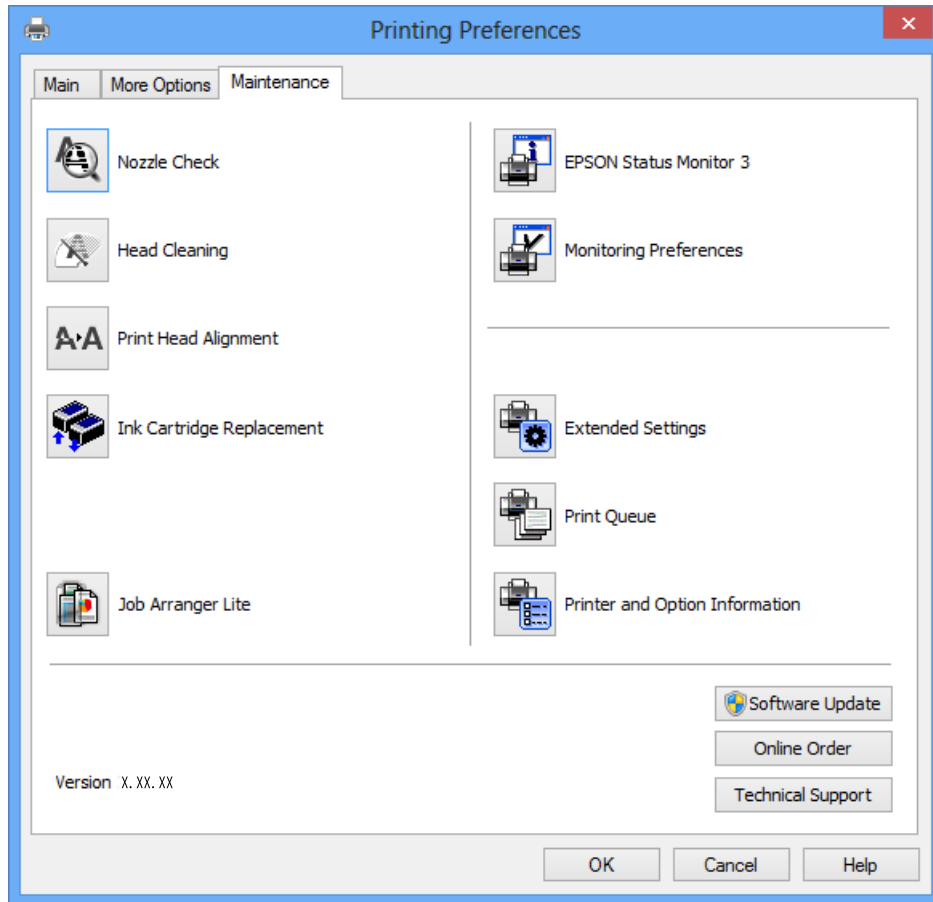 Printing Preferences
Main
More Options
Maintenance
Nozzle Check
Head Cleaning
Print Head Alignment
Ink Cartridge Replacement
Job Arranger Lite
EPSON Status Monitor 3
Monitoring Preferences
Extended Settings
Print Queue
Printer and Option Information
Software Update
Online Order
Technical Support
Version X.XX.XX
OK
Cancel
Help